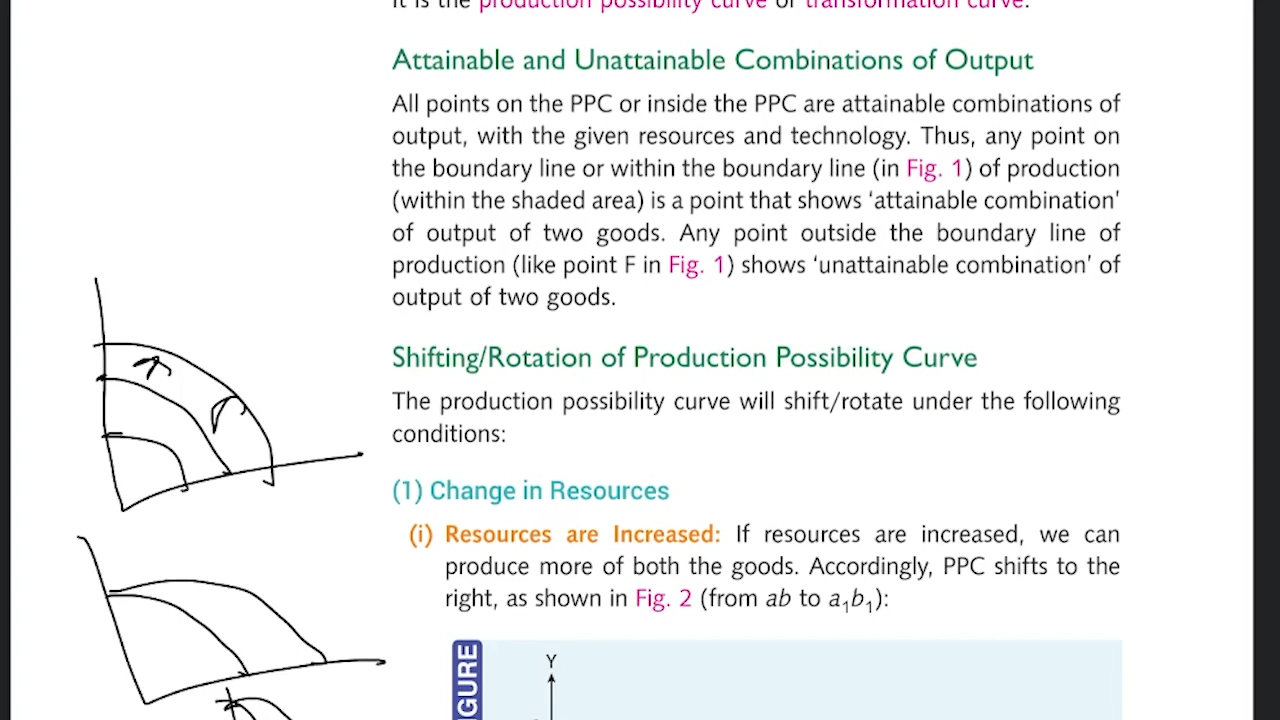 It is the production possibility curve or transformation curve.
Attainable and Unattainable Combinations of Output
All points on the PPC or inside the PPC are attainable combinations of
output, with the given resources and technology. Thus, any point on
the boundary line or within the boundary line (in Fig. 1) of production
(within the shaded area) is a point that shows ‘attainable combination’
of output of two goods. Any point outside the boundary line of
production (like point F in Fig. 1) shows ‘unattainable combination’ of
output of two goods.
Shifting/Rotation of Production Possibility Curve
The production possibility curve will shift/rotate under the following
conditions:
(1) Change in Resources
(i) Resources are Increased: If resources are increased, we can
produce more of both the goods. Accordingly, PPC shifts to the
right, as shown in Fig. 2 (from ab to a₁b₁):
Y